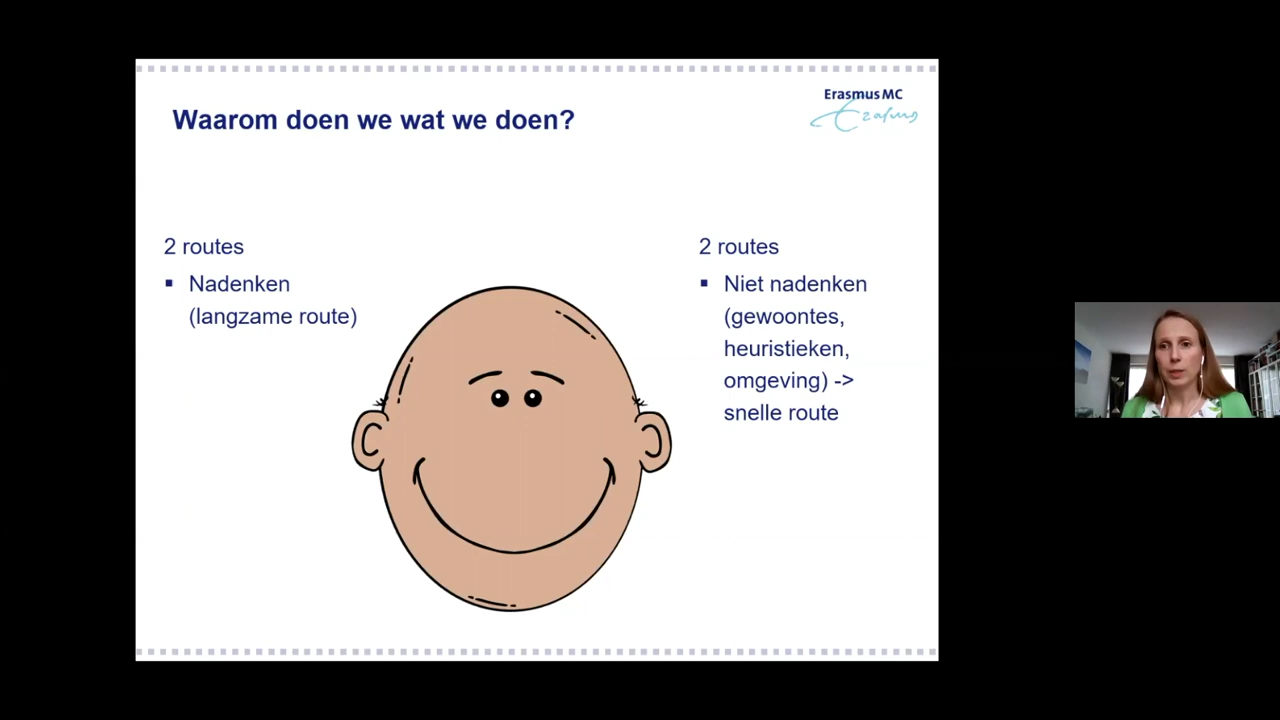 Erasmus MC
Erasmus
Waarom doen we wat we doen?
2 routes
▪ Nadenken
(langzame route)
2 routes
▪ Niet nadenken
(gewoontes,
heuristieken,
omgeving) ->
snelle route